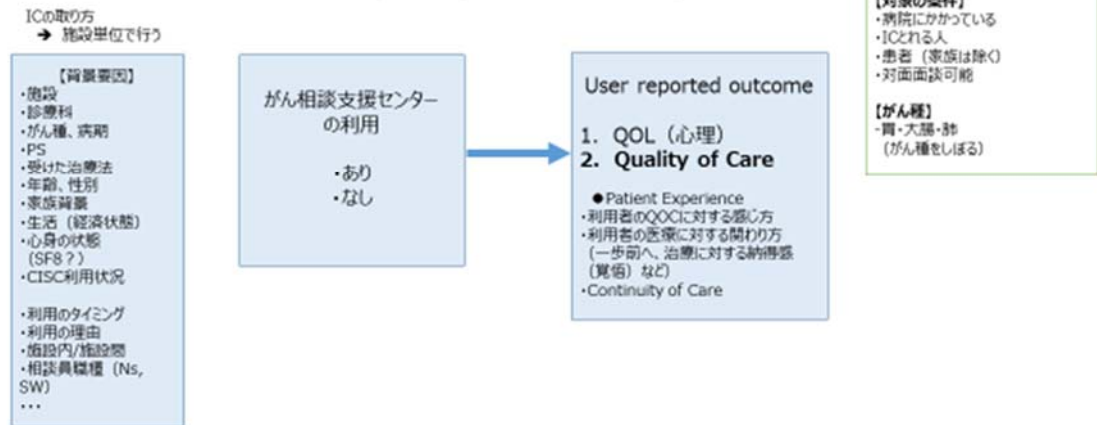 ICの取り方
➔ 施設単位で行う
【背景要因】
・施設
・診療科
・がん種、病期
・PS
・受けた治療法
・年齢、性別
・家族背景
・生活（経済状態）
・心身の状態
(SF8？)
・CISC利用状況
・利用のタイミング
・利用の理由
・施設内/施設間
・相談員職種（Ns,
SW）
・・・
がん相談支援センター
の利用
・あり
・なし
User reported outcome
1. QOL（心理）
2. Quality of Care
●Patient Experience
・利用者のQOCに対する感じ方
・利用者の医療に対する関わり方
（一歩前へ、治療に対する納得感
（覚悟）など）
・Continuity of Care
【対象の条件】
・病院にかかっている
・ICとれる人
・患者（家族は除く）
・対面面談可能
【がん種】
-胃・大腸・肺
（がん種をしぼる）